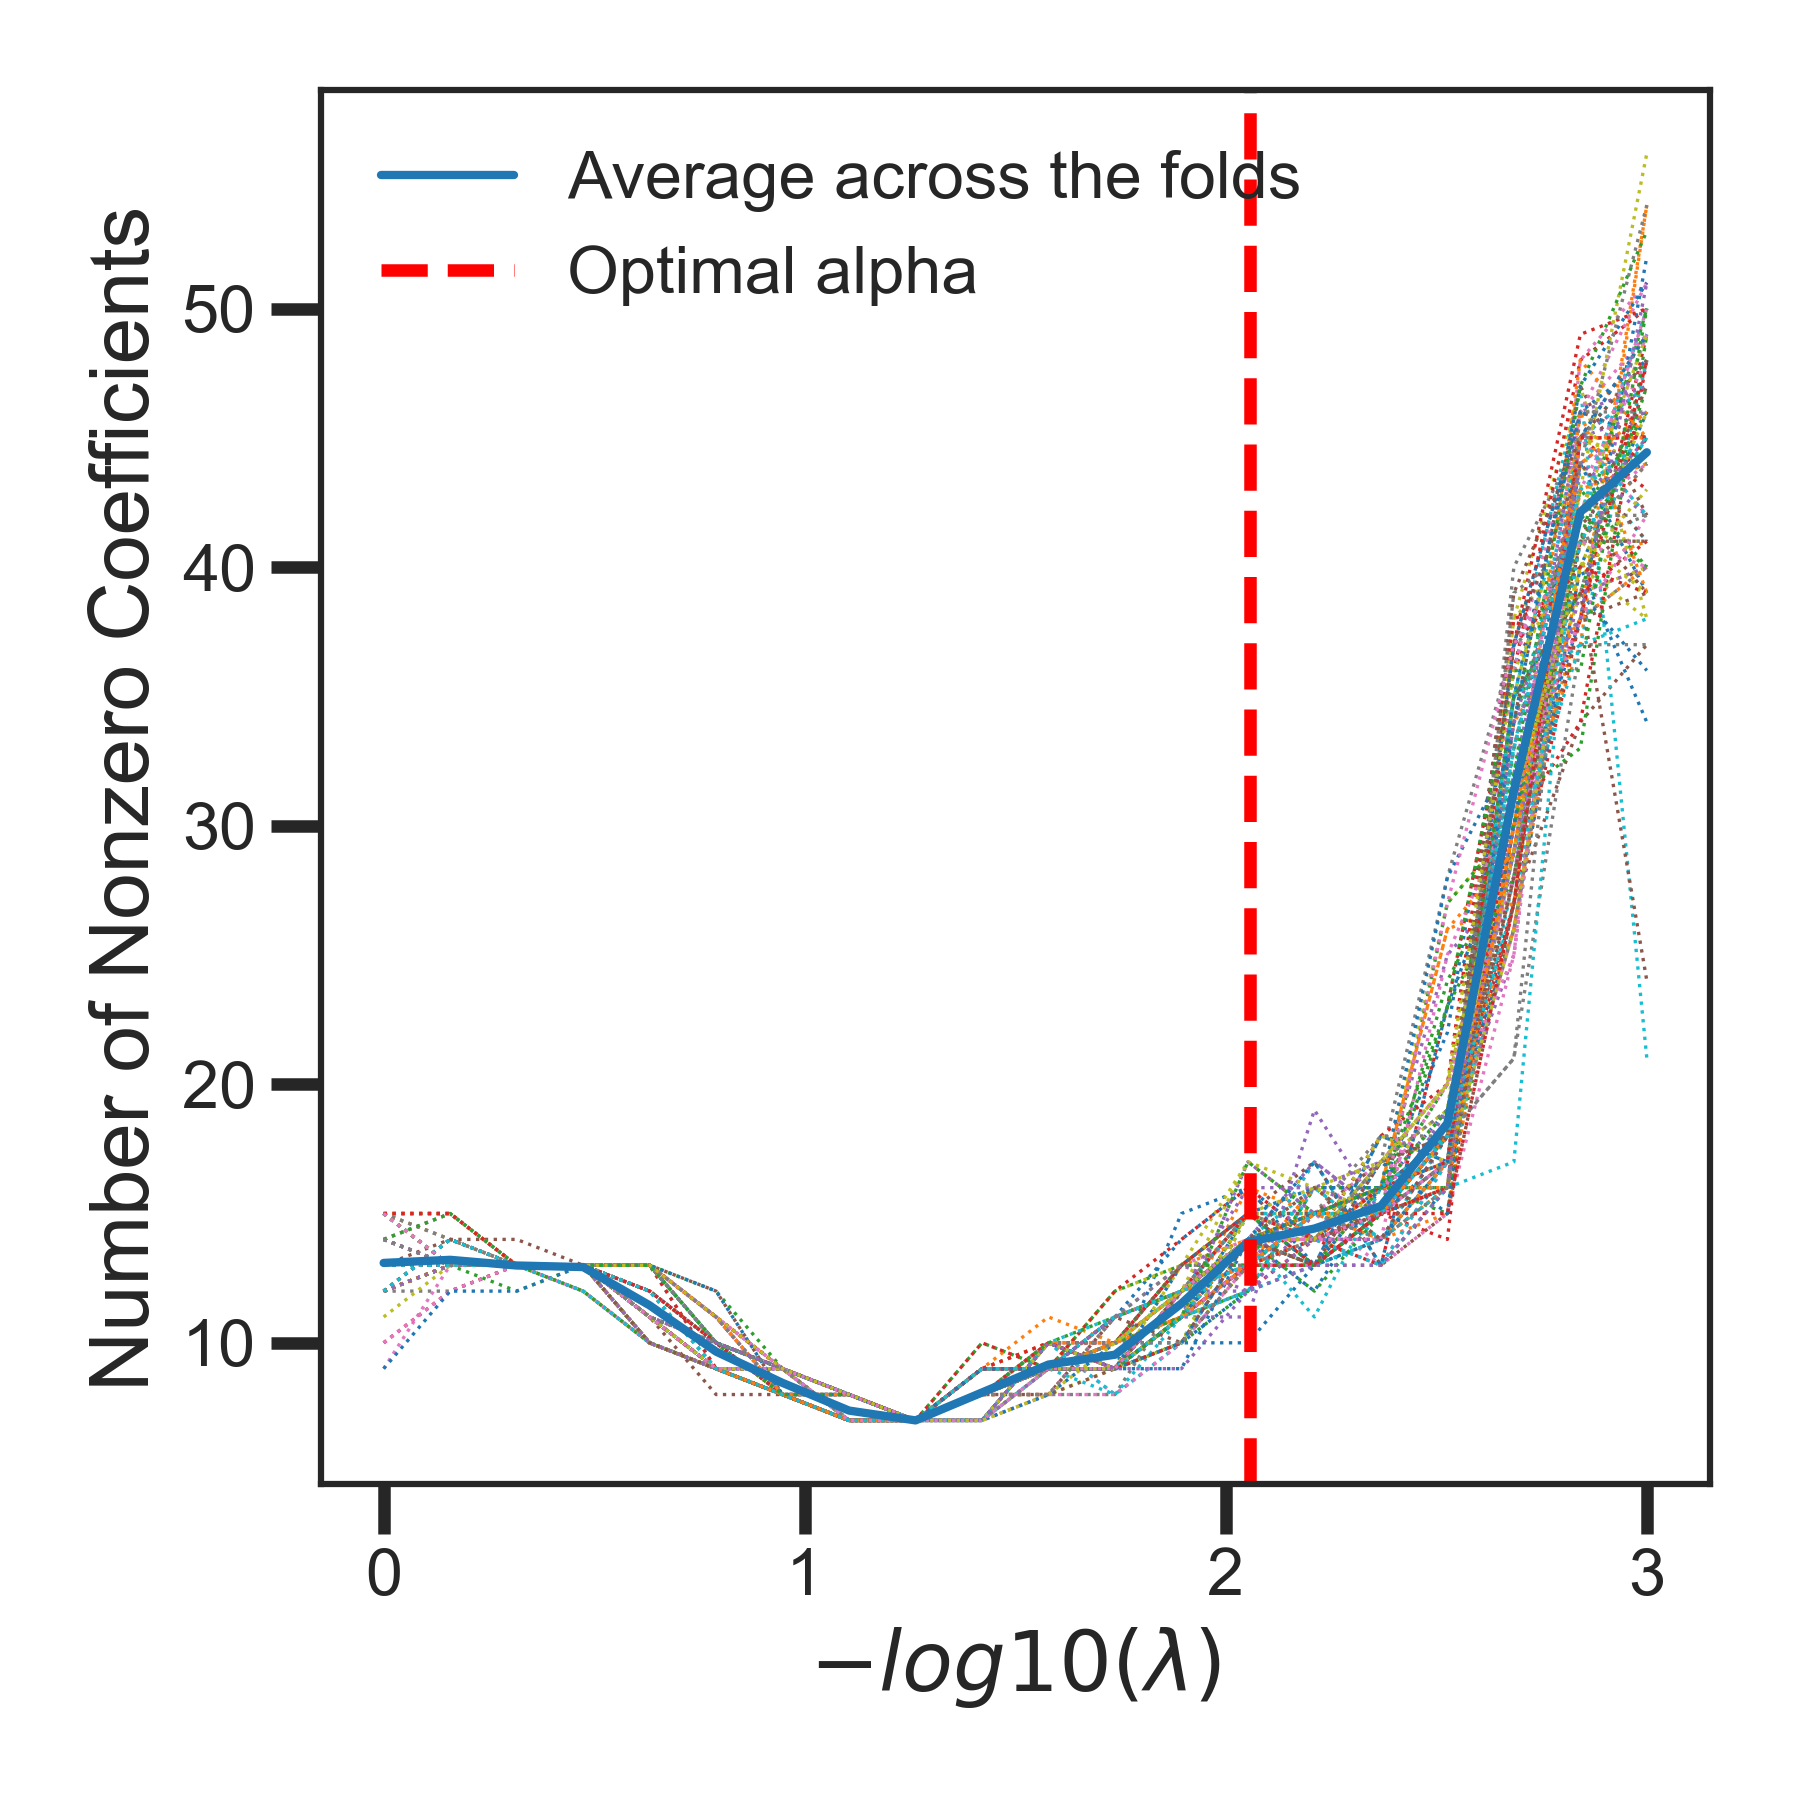 Average across the folds
Optimal alpha
Number of Nonzero Coefficients
50
40
30
20
10
0
1
2
3
−log10(λ)